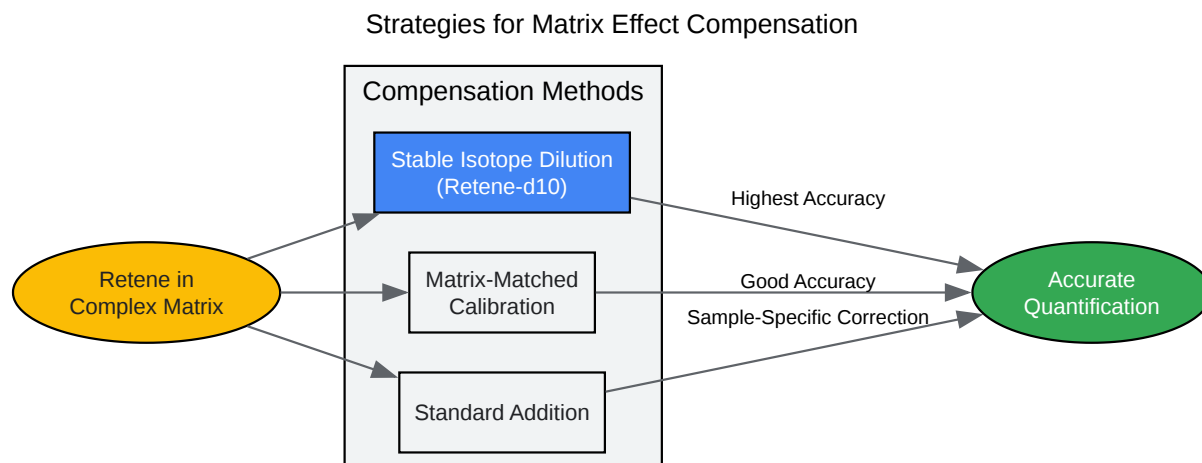 Strategies for Matrix Effect Compensation
Compensation Methods
Stable Isotope Dilution
(Retene-d10)
Highest Accuracy
Retene in
Complex Matrix
Matrix-Matched
Calibration
Good Accuracy
Accurate
Quantification
Sample-Specific Correction
Standard Addition